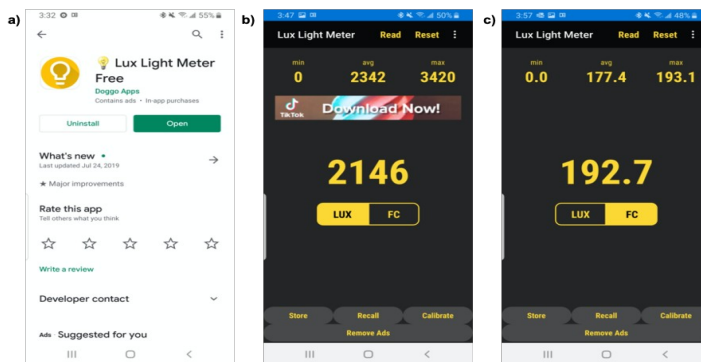 a)
3:32 55%
Lux Light Meter
Free
Doggo Apps
Contains ads • In-app purchases
Uninstall Open
What's new •
Last updated Jul 24, 2019
★ Major improvements
Rate this app
Tell others what you think
Write a review
Developer contact
Ads Suggested for you
b)
3:47 50%
Lux Light Meter Read Reset
min avg max
0 2342 3420
TikTok Download Now!
2146
LUX FC
Store Recall Calibrate
Remove Ads
c)
3:57 48%
Lux Light Meter Read Reset
min avg max
0.0 177.4 193.1
192.7
LUX FC
Store Recall Calibrate
Remove Ads